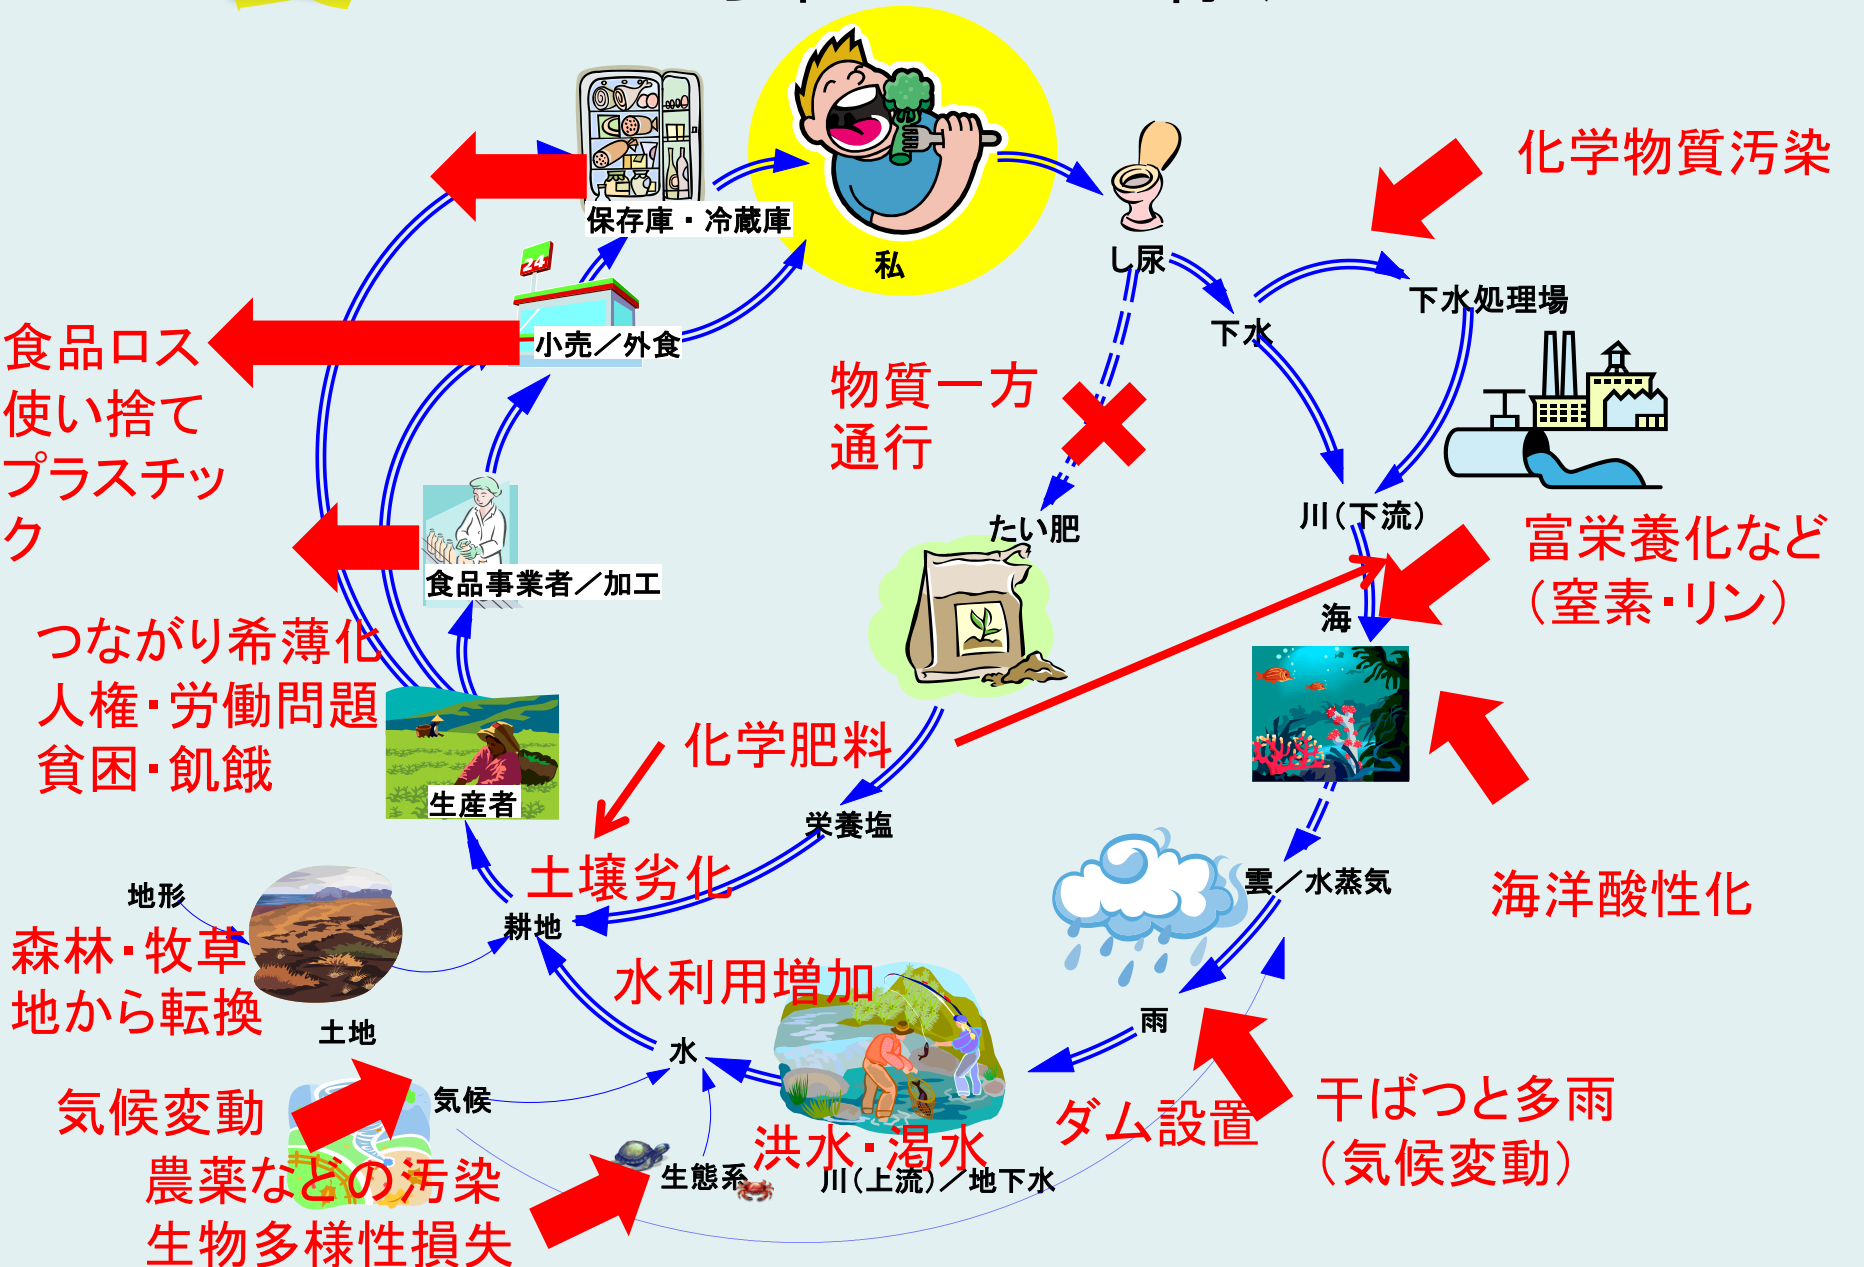 化学物質汚染
24
保存庫・冷蔵庫
私
し尿
下水処理場
下水
小売／外食
食品ロス
使い捨て
プラスチッ
ク
物質一方
通行
たい肥
川（下流）
富栄養化など
（窒素・リン）
食品事業者／加工
海
つながり希薄化
人権・労働問題
貧困・飢餓
化学肥料
生産者
栄養塩
土壌劣化
雲／水蒸気
海洋酸性化
地形
耕地
森林・牧草
地から転換
水利用増加
土地
雨
水
気候変動
気候
ダム設置
干ばつと多雨
（気候変動）
洪水・渇水
農薬などの汚染
生態系
川（上流）／地下水
生物多様性損失